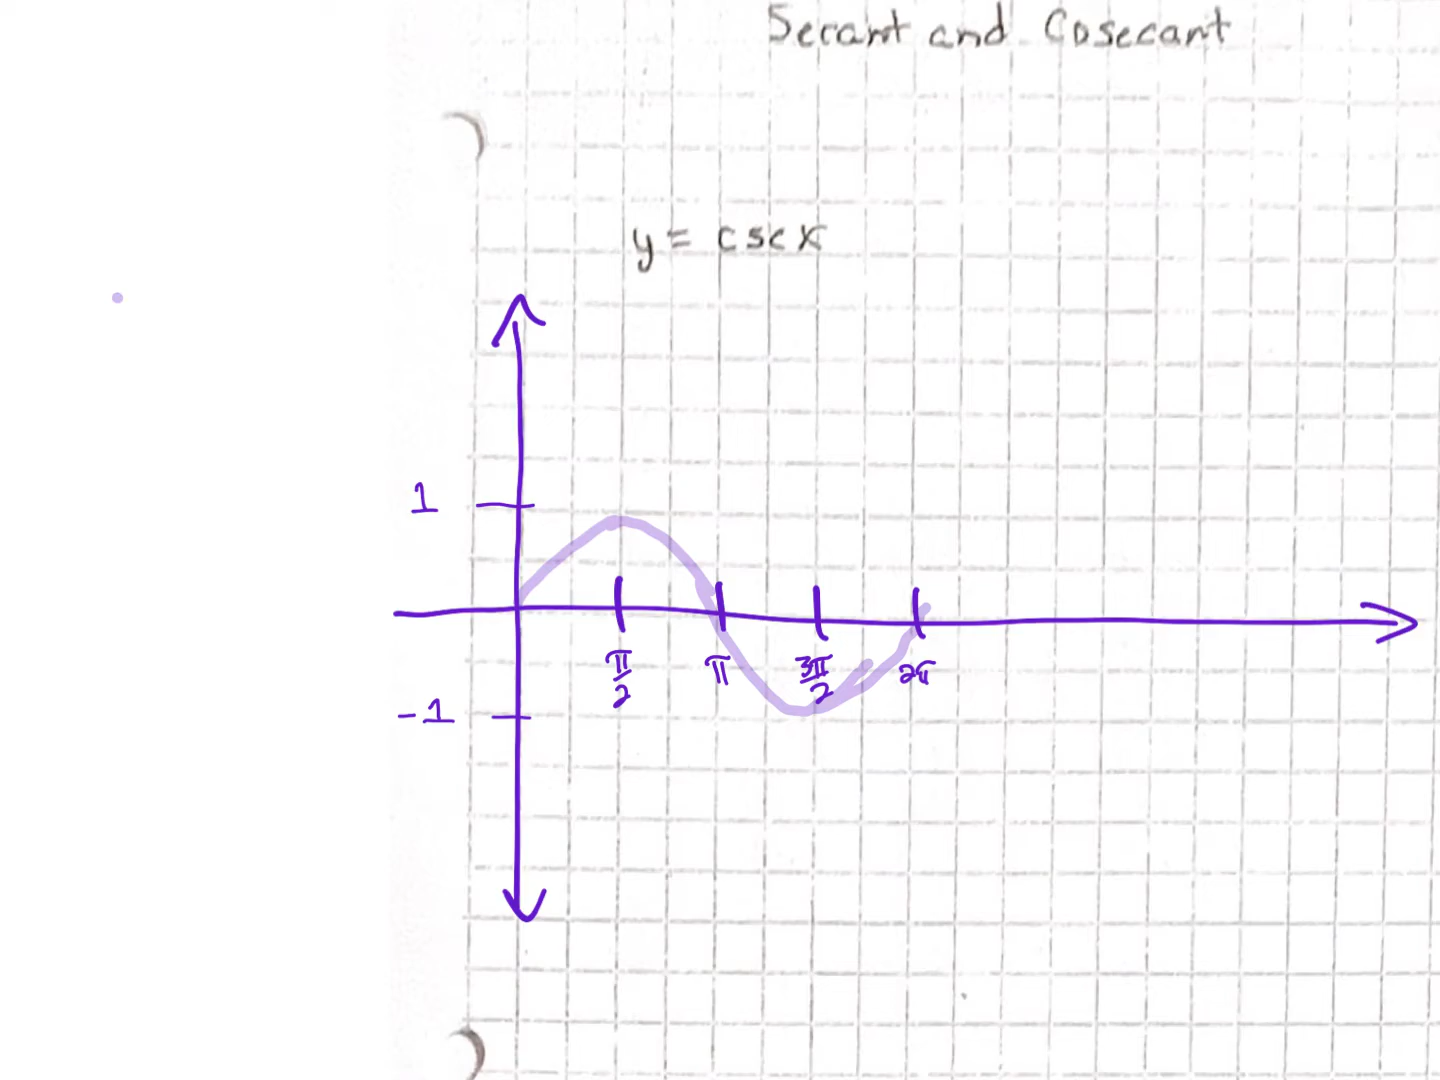 Secant and Cosecant
y = csc x
1
π/2 π 3π/2 2π
-1